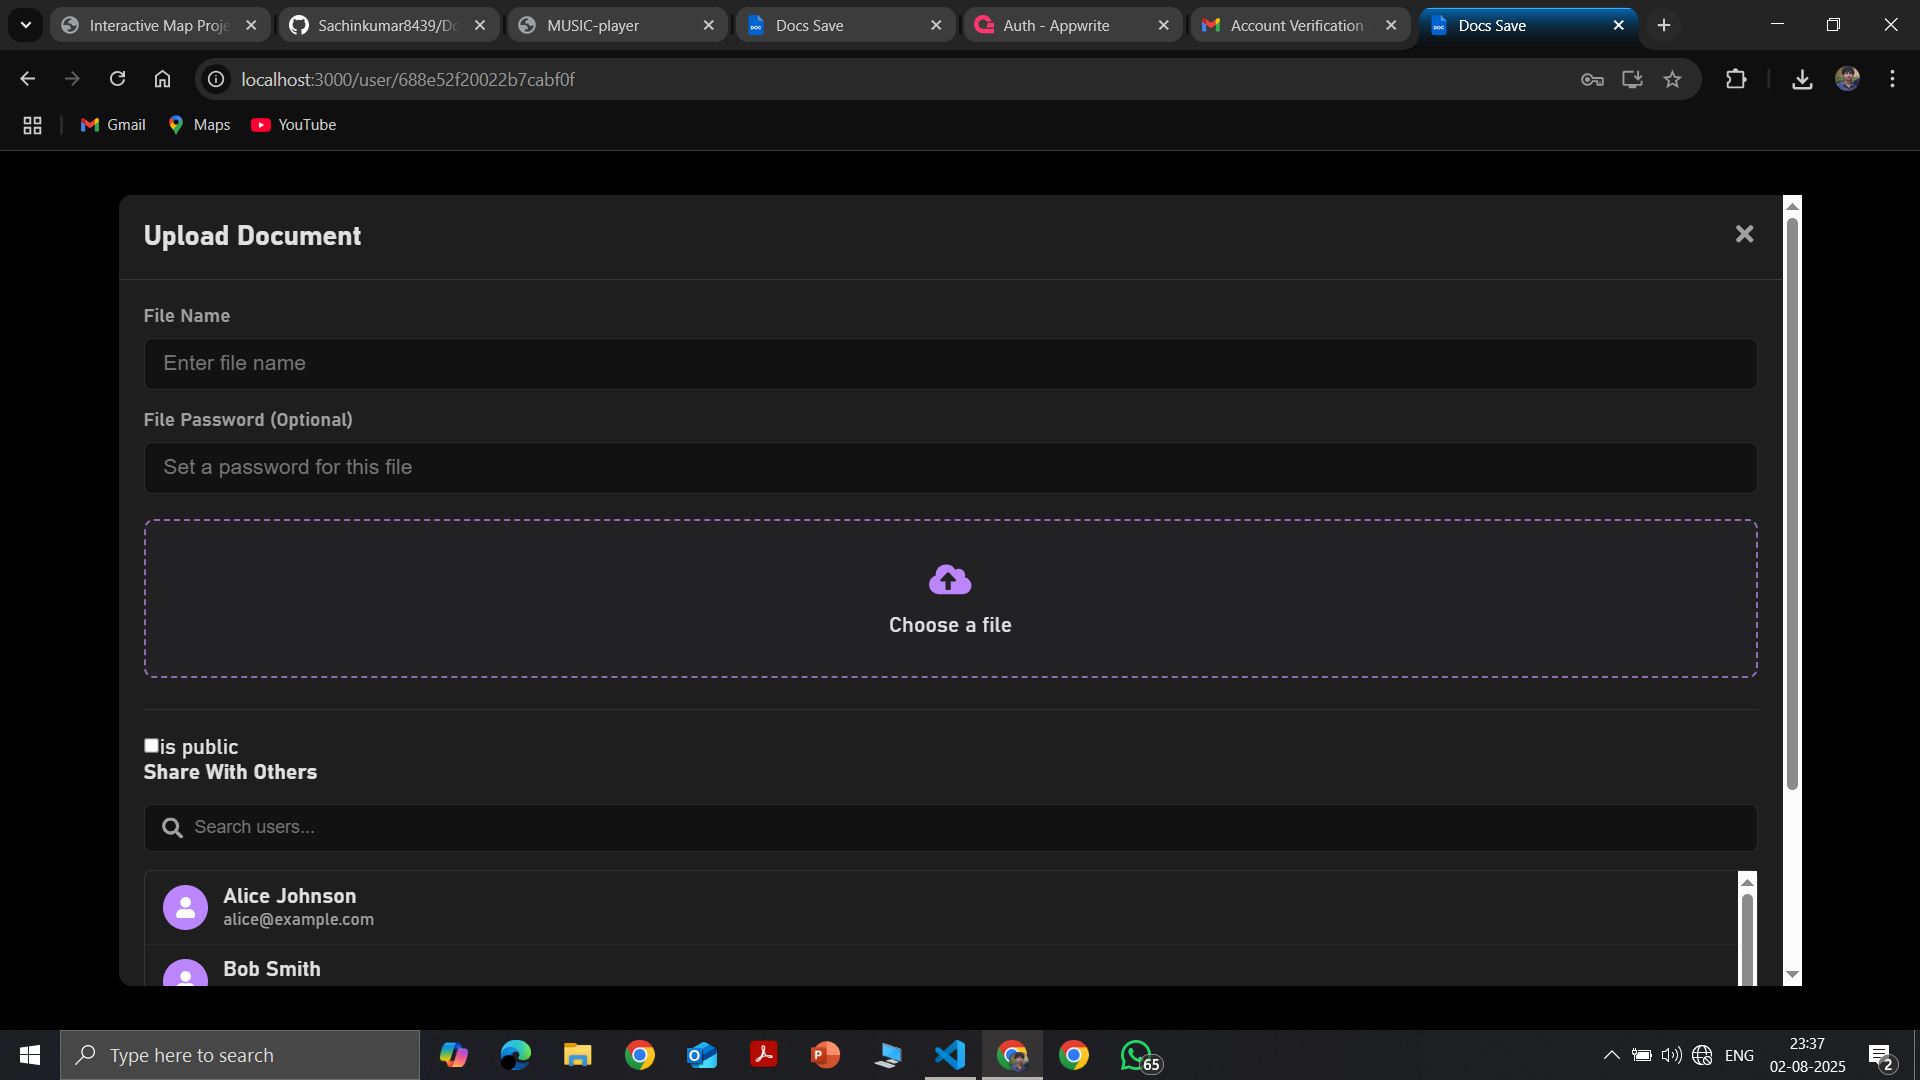 Interactive Map Proje
Sachinkumar8439/Do
MUSIC-player
Docs Save
Auth - Appwrite
Account Verification
Docs Save
localhost:3000/user/688e52f20022b7cabf0f
Gmail
Maps
YouTube
Upload Document
File Name
Enter file name
File Password (Optional)
Set a password for this file
Choose a file
is public
Share With Others
Search users...
Alice Johnson
alice@example.com
Bob Smith
Type here to search
65
ENG
23:37
02-08-2025
2